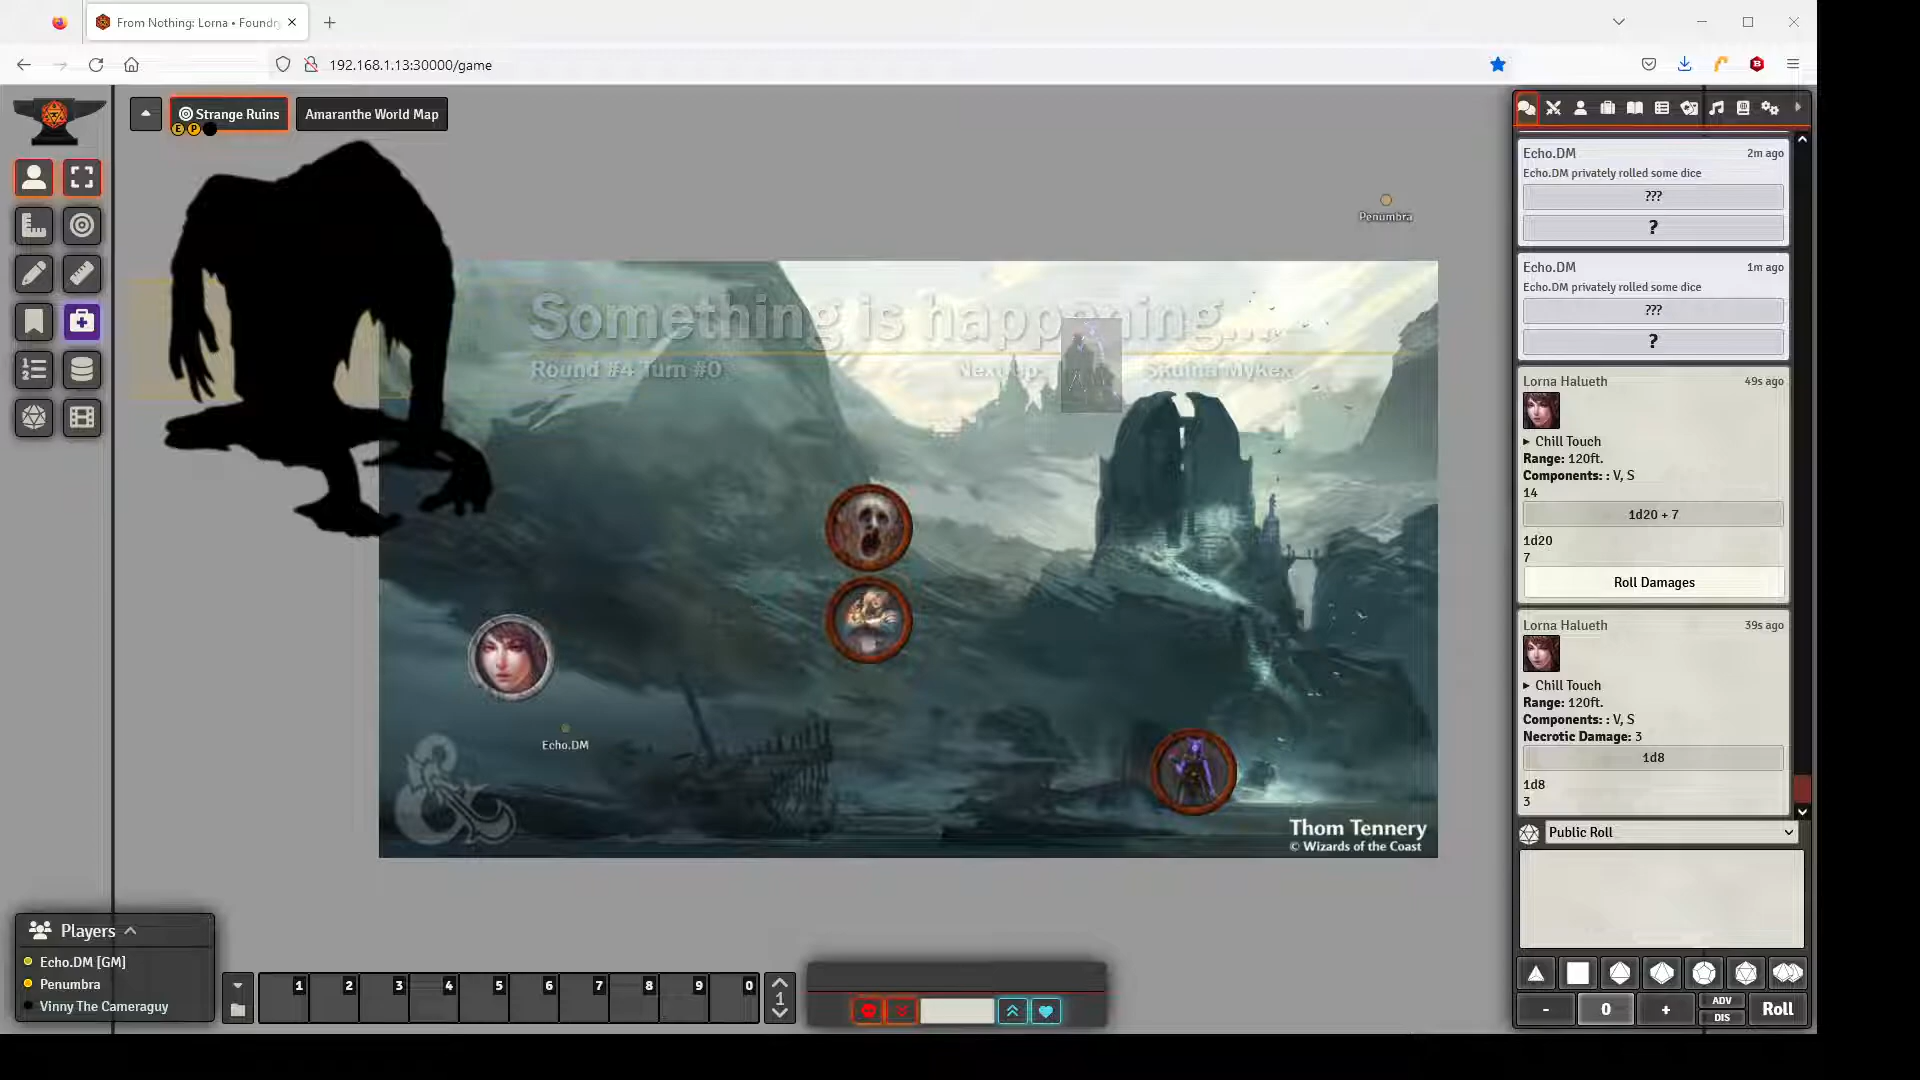 From Nothing: Lorna • Foundr
192.168.1.13:30000/game
Strange Ruins
Amaranthe World Map
E P
Penumbra
Something is happening...
Round #4 Turn #0
Next Up
Skulna Mykex
Echo.DM
Thom Tennery
© Wizards of the Coast
Players
Echo.DM [GM]
Penumbra
Vinny The Cameraguy
1 2 3 4 5 6 7 8 9 0
1
Echo.DM 2m ago
Echo.DM privately rolled some dice
???
?
Echo.DM 1m ago
Echo.DM privately rolled some dice
???
?
Lorna Halueth 49s ago
Chill Touch
Range: 120ft.
Components: : V, S
14
1d20 + 7
1d20
7
Roll Damages
Lorna Halueth 39s ago
Chill Touch
Range: 120ft.
Components: : V, S
Necrotic Damage: 3
1d8
1d8
3
Public Roll
- 0 + ADV DIS Roll